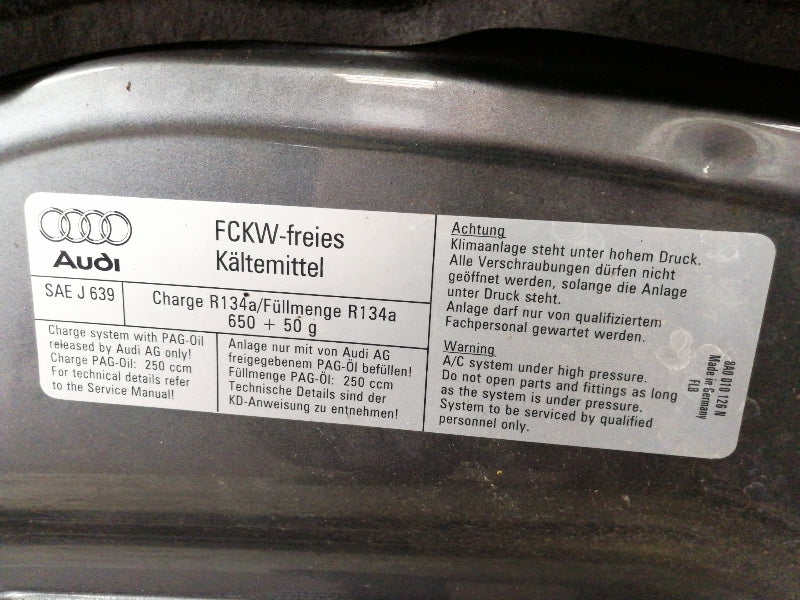 Audi
FCKW-freies
Kältemittel
SAE J 639
Charge R134a/Füllmenge R134a
650 + 50 g
Charge system with PAG-Oil
released by Audi AG only!
Charge PAG-Oil: 250 ccm
For technical details refer
to the Service Manual!
Anlage nur mit von Audi AG
freigegebenem PAG-Öl befüllen!
Füllmenge PAG-Öl: 250 ccm
Technische Details sind der
KD-Anweisung zu entnehmen!
Achtung
Klimaanlage steht unter hohem Druck.
Alle Verschraubungen dürfen nicht
geöffnet werden, solange die Anlage
unter Druck steht.
Anlage darf nur von qualifiziertem
Fachpersonal gewartet werden.
Warning
A/C system under high pressure.
Do not open parts and fittings as long
as the system is under pressure.
System to be serviced by qualified
personnel only.
8A0 010 126 N
Made in Germany
FLB